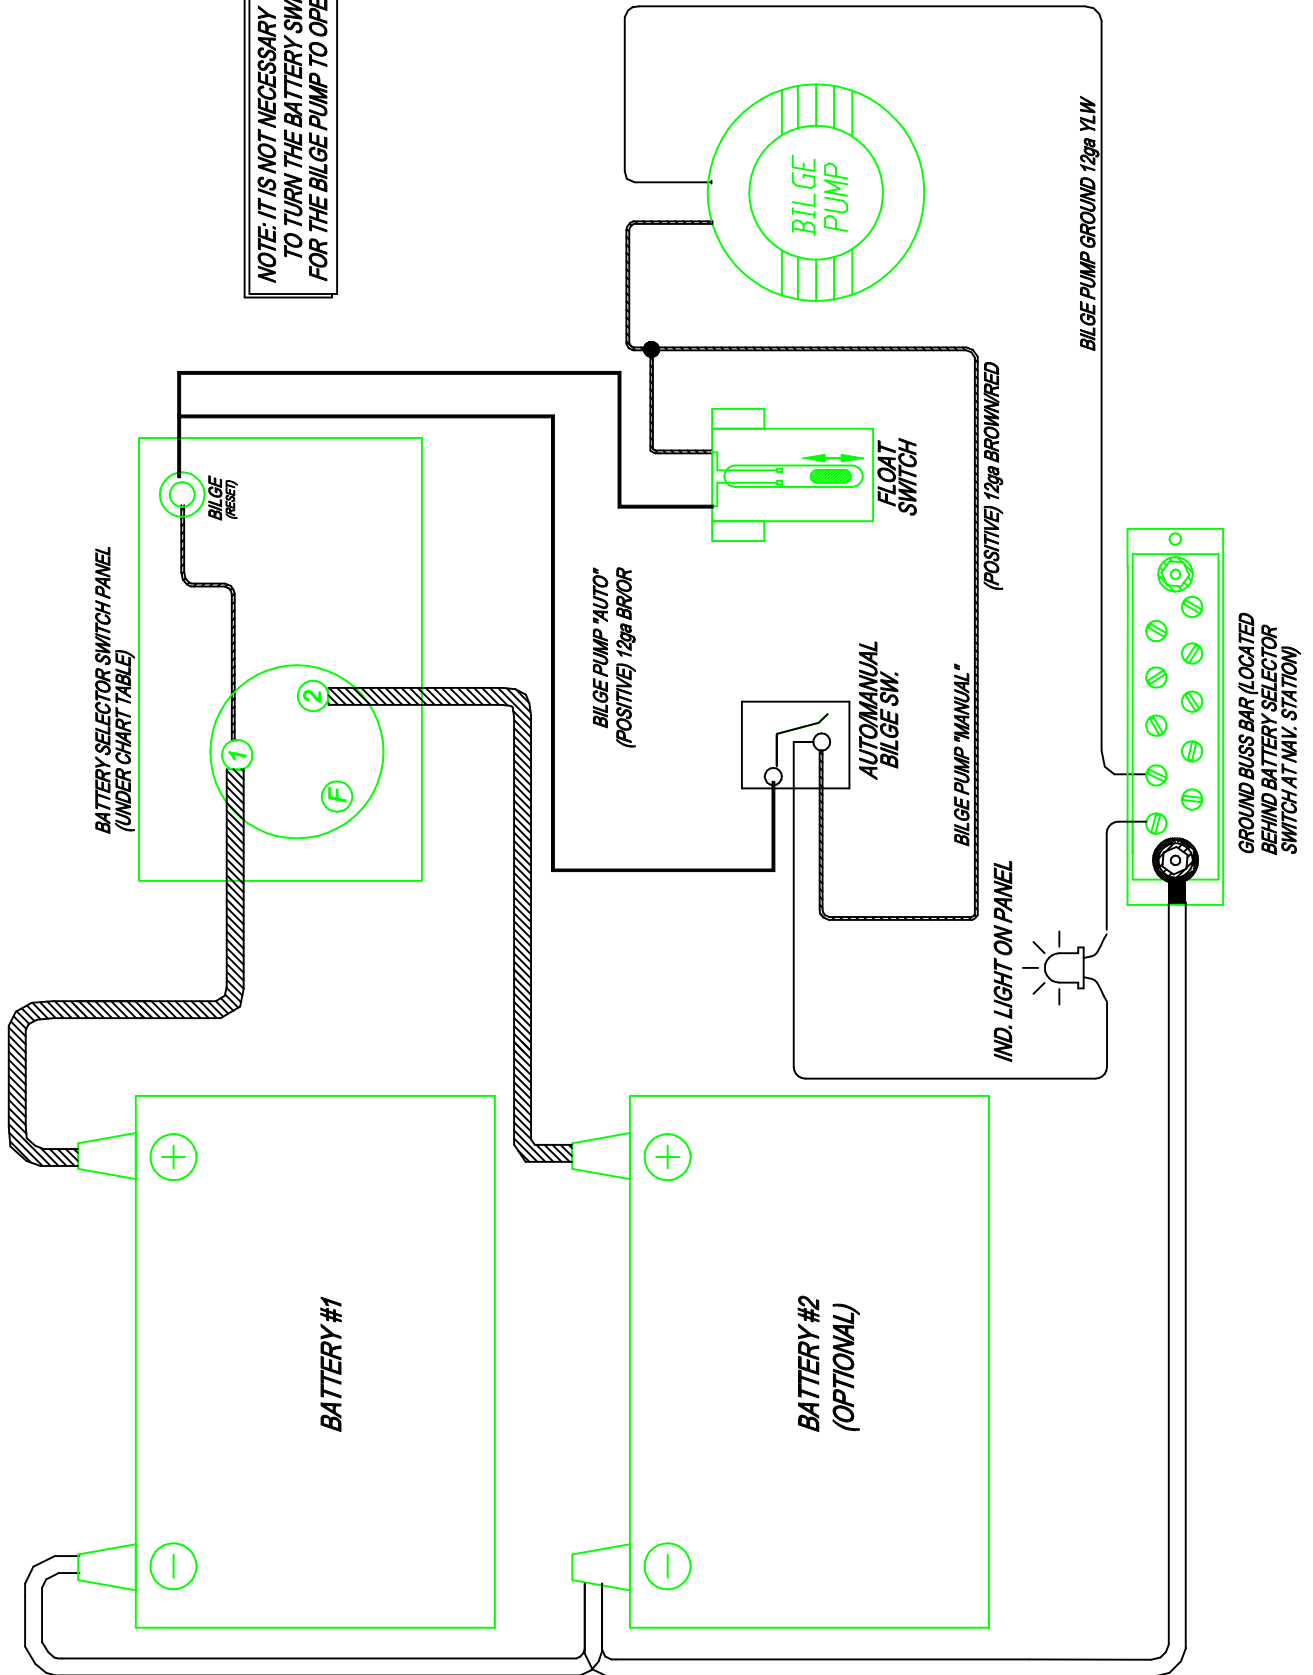 NOTE: IT IS NOT NECESSARY
TO TURN THE BATTERY
FOR THE BILGE PUMP TO
BATTERY SELECTOR SWITCH PANEL
(UNDER CHART TABLE)
BILGE
(RESET)
1
2
F
BILGE
PUMP
BILGE PUMP GROUND 12ga YLW
FLOAT
SWITCH
(POSITIVE) 12ga BROWN/RED
BILGE PUMP "AUTO"
(POSITIVE) 12ga BR/OR
AUTO/MANUAL
BILGE SW.
BILGE PUMP "MANUAL"
IND. LIGHT ON PANEL
GROUND BUSS BAR (LOCATED
BEHIND BATTERY SELECTOR
SWITCH AT NAV. STATION)
BATTERY #1
+
−
BATTERY #2
(OPTIONAL)
+
−